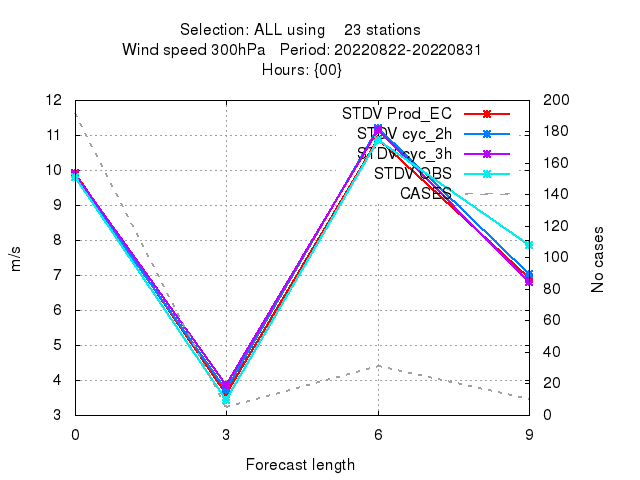 Selection: ALL using 23 stations
Wind speed 300hPa Period: 20220822-20220831
Hours: {00}
12
11
10
9
8
7
6
5
4
3
200
180
160
140
120
100
80
60
40
20
0
STDV Prod_EC
STDV cyc_2h
STDV cyc_3h
STDV OBS
CASES
m/s
No cases
0 3 6 9
Forecast length